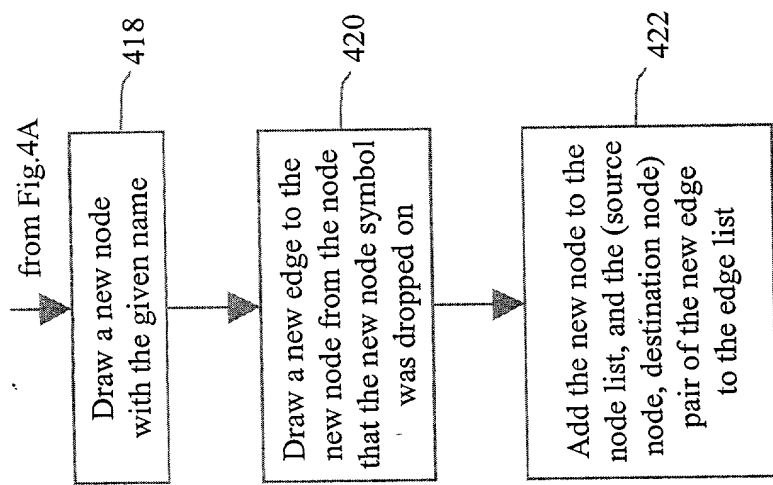 from Fig.4A
Draw a new node
with the given name
418
Draw a new edge to the
new node from the node
that the new node symbol
was dropped on
420
Add the new node to the
node list, and the (source
node, destination node)
pair of the new edge
to the edge list
422